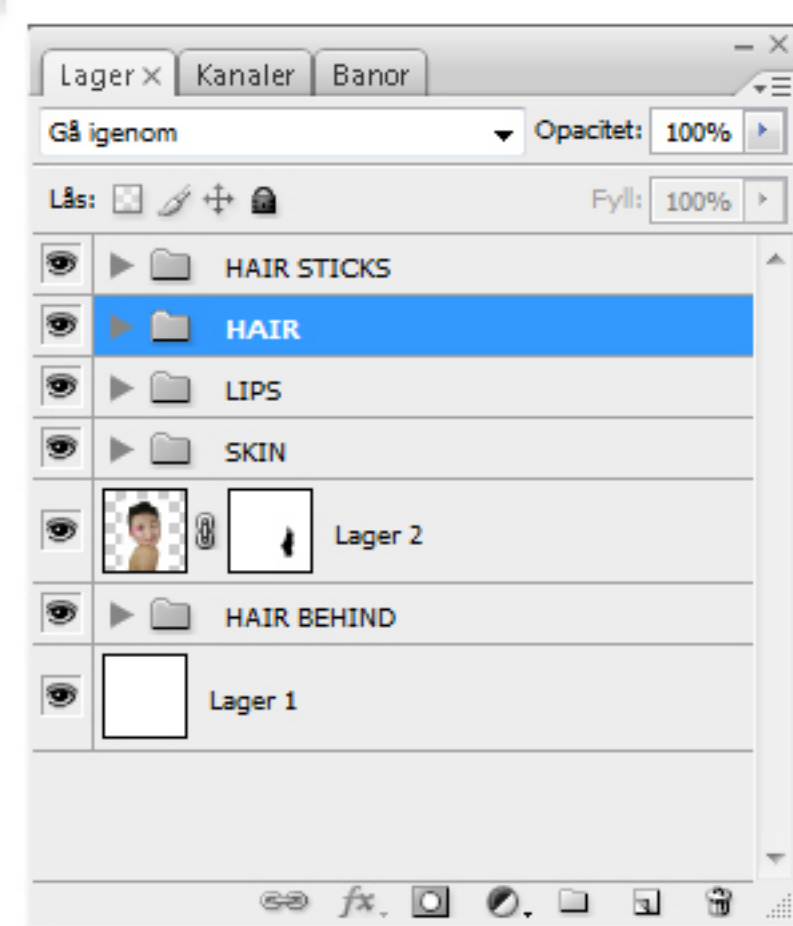 Lager Kanaler Banor
Gå igenom Opacitet: 100%
Lås: Fyll: 100%
HAIR STICKS
HAIR
LIPS
SKIN
Lager 2
HAIR BEHIND
Lager 1
fx.